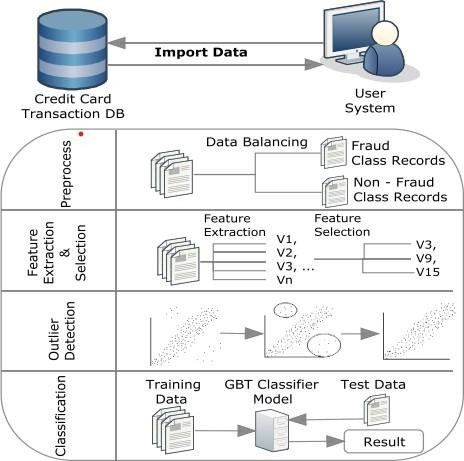 Import Data
Credit Card
Transaction DB
User
System
Preprocess
Data Balancing
Fraud
Class Records
Non - Fraud
Class Records
Feature
Extraction
&
Selection
Feature
Extraction
V1,
V2,
V3, ...
Vn
Feature
Selection
V3,
V9,
V15
Outlier
Detection
Classification
Training
Data
GBT Classifier
Model
Test Data
Result